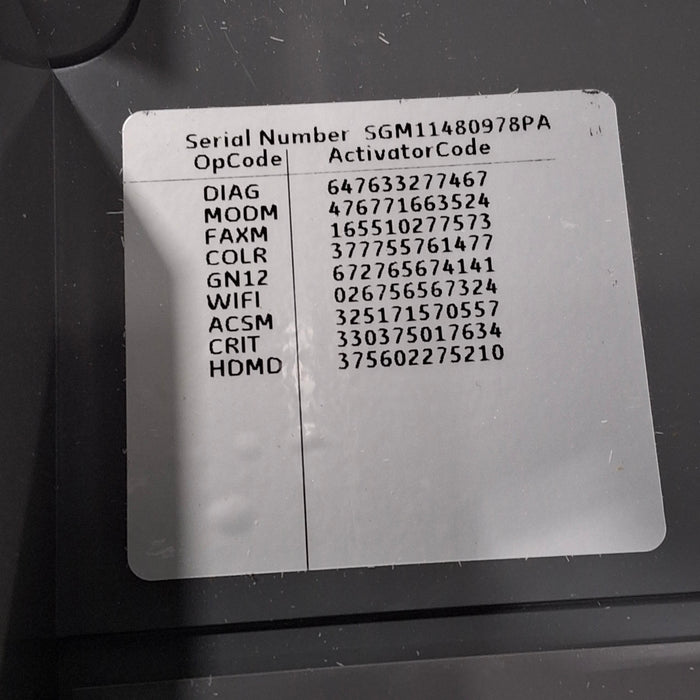 Serial Number SGM11480978PA
OpCode ActivatorCode
DIAG 647633277467
MODM 476771663524
FAXM 165510277573
COLR 377755761477
GN12 672765674141
WIFI 026756567324
ACSM 325171570557
CRIT 330375017634
HDMD 375602275210